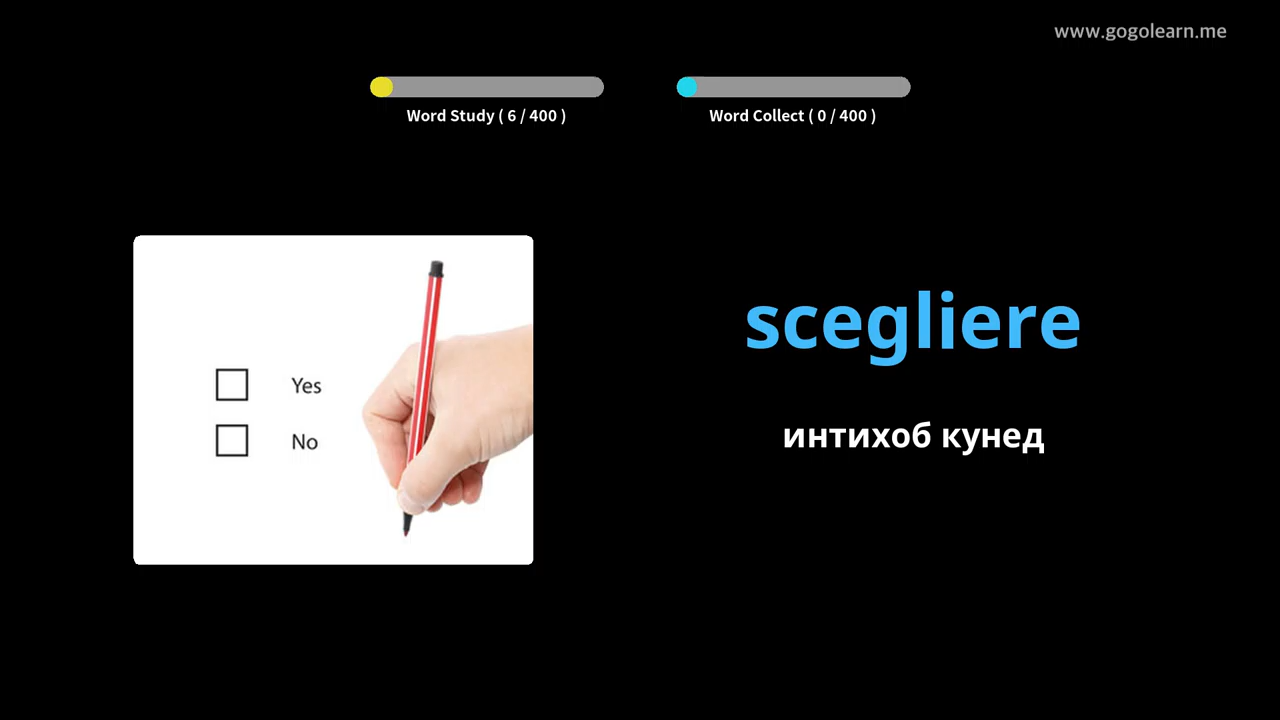 www.gogolearn.me
Word Study ( 6 / 400 )
Word Collect ( 0 / 400 )
Yes
No
scegliere
интихоб кунед